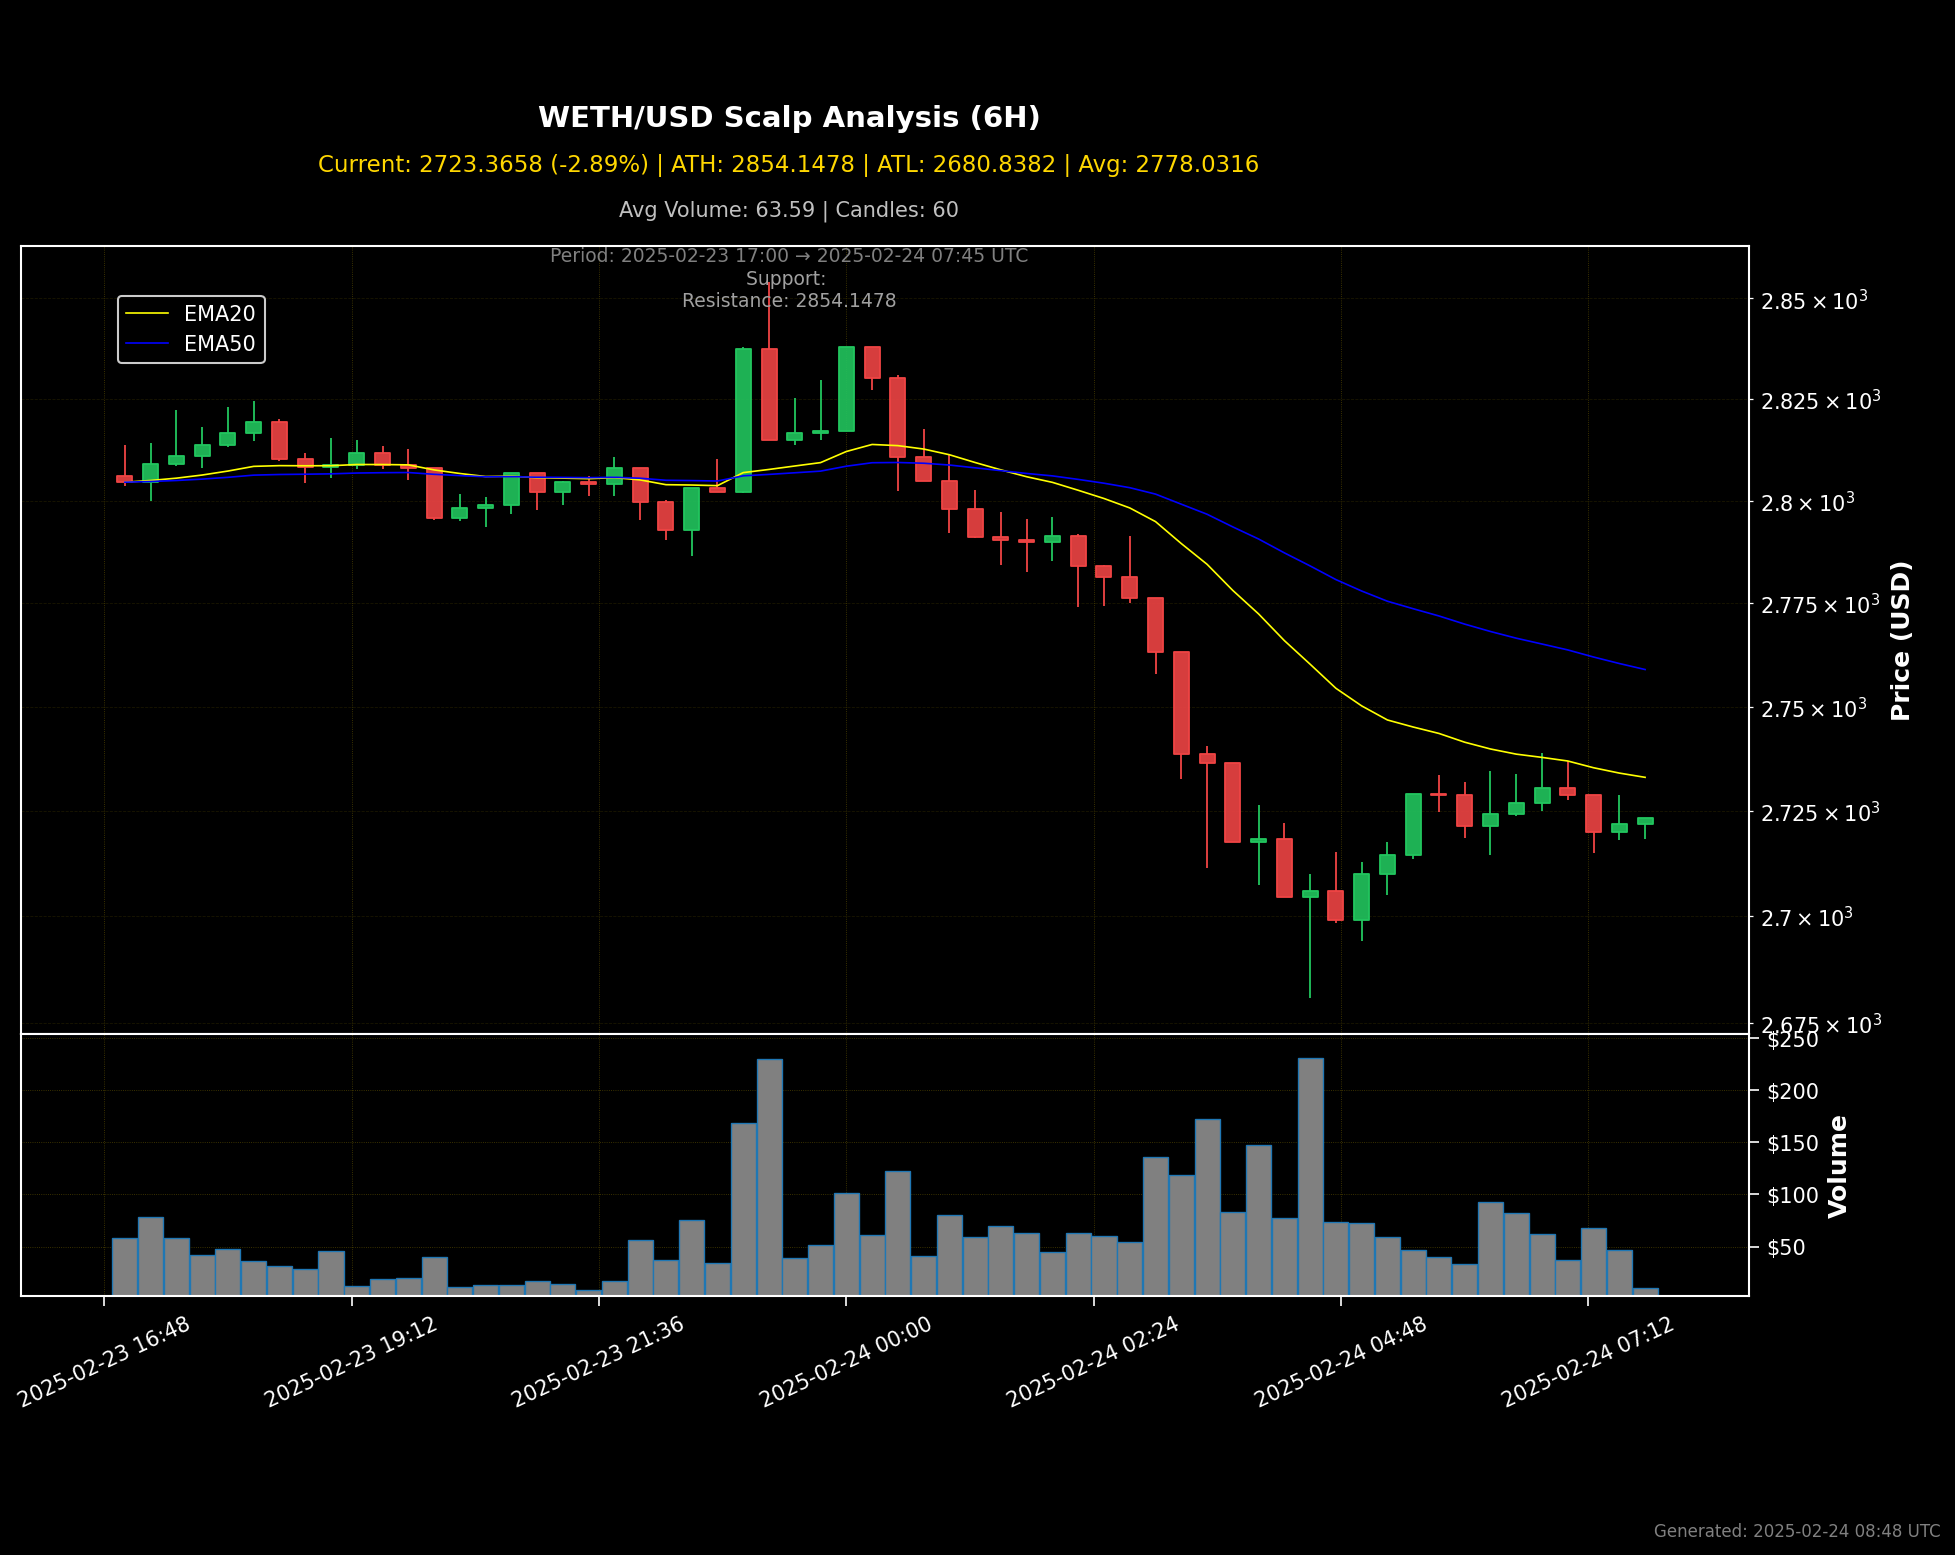 WETH/USD Scalp Analysis (6H)
Current: 2723.3658 (-2.89%) | ATH: 2854.1478 | ATL: 2680.8382 | Avg: 2778.0316
Avg Volume: 63.59 | Candles: 60
Period: 2025-02-23 17:00 → 2025-02-24 07:45 UTC
Support:
Resistance: 2854.1478
EMA20
EMA50
2.85 × 10³
2.825 × 10³
2.8 × 10³
2.775 × 10³
2.75 × 10³
2.725 × 10³
2.7 × 10³
2.675 × 10³
Price (USD)
$250
$200
$150
$100
$50
Volume
2025-02-23 16:48
2025-02-23 19:12
2025-02-23 21:36
2025-02-24 00:00
2025-02-24 02:24
2025-02-24 04:48
2025-02-24 07:12
Generated: 2025-02-24 08:48 UTC